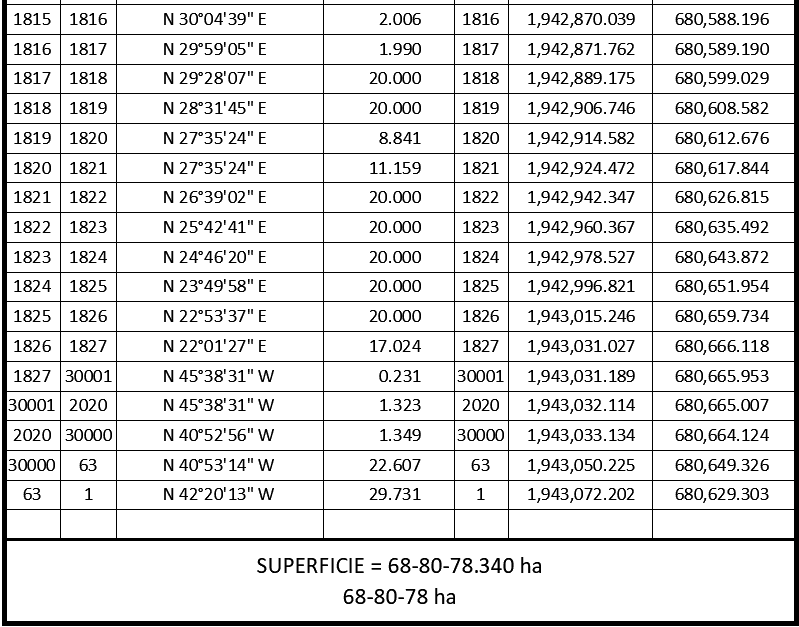 1815 1816 N 30°04'39" E 2.006 1816 1,942,870.039 680,588.196
1816 1817 N 29°59'05" E 1.990 1817 1,942,871.762 680,589.190
1817 1818 N 29°28'07" E 20.000 1818 1,942,889.175 680,599.029
1818 1819 N 28°31'45" E 20.000 1819 1,942,906.746 680,608.582
1819 1820 N 27°35'24" E 8.841 1820 1,942,914.582 680,612.676
1820 1821 N 27°35'24" E 11.159 1821 1,942,924.472 680,617.844
1821 1822 N 26°39'02" E 20.000 1822 1,942,942.347 680,626.815
1822 1823 N 25°42'41" E 20.000 1823 1,942,960.367 680,635.492
1823 1824 N 24°46'20" E 20.000 1824 1,942,978.527 680,643.872
1824 1825 N 23°49'58" E 20.000 1825 1,942,996.821 680,651.954
1825 1826 N 22°53'37" E 20.000 1826 1,943,015.246 680,659.734
1826 1827 N 22°01'27" E 17.024 1827 1,943,031.027 680,666.118
1827 30001 N 45°38'31" W 0.231 30001 1,943,031.189 680,665.953
30001 2020 N 45°38'31" W 1.323 2020 1,943,032.114 680,665.007
2020 30000 N 40°52'56" W 1.349 30000 1,943,033.134 680,664.124
30000 63 N 40°53'14" W 22.607 63 1,943,050.225 680,649.326
63 1 N 42°20'13" W 29.731 1 1,943,072.202 680,629.303
SUPERFICIE = 68-80-78.340 ha
68-80-78 ha